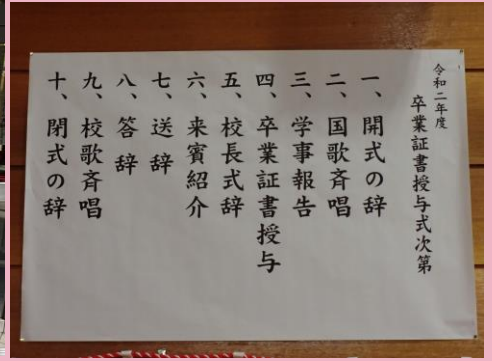 令和二年度
卒業証書授与式次第
一、開式の辞
二、国歌斉唱
三、学事報告
四、卒業証書授与
五、校長式辞
六、来賓紹介
七、送辞
八、答辞
九、校歌斉唱
十、閉式の辞